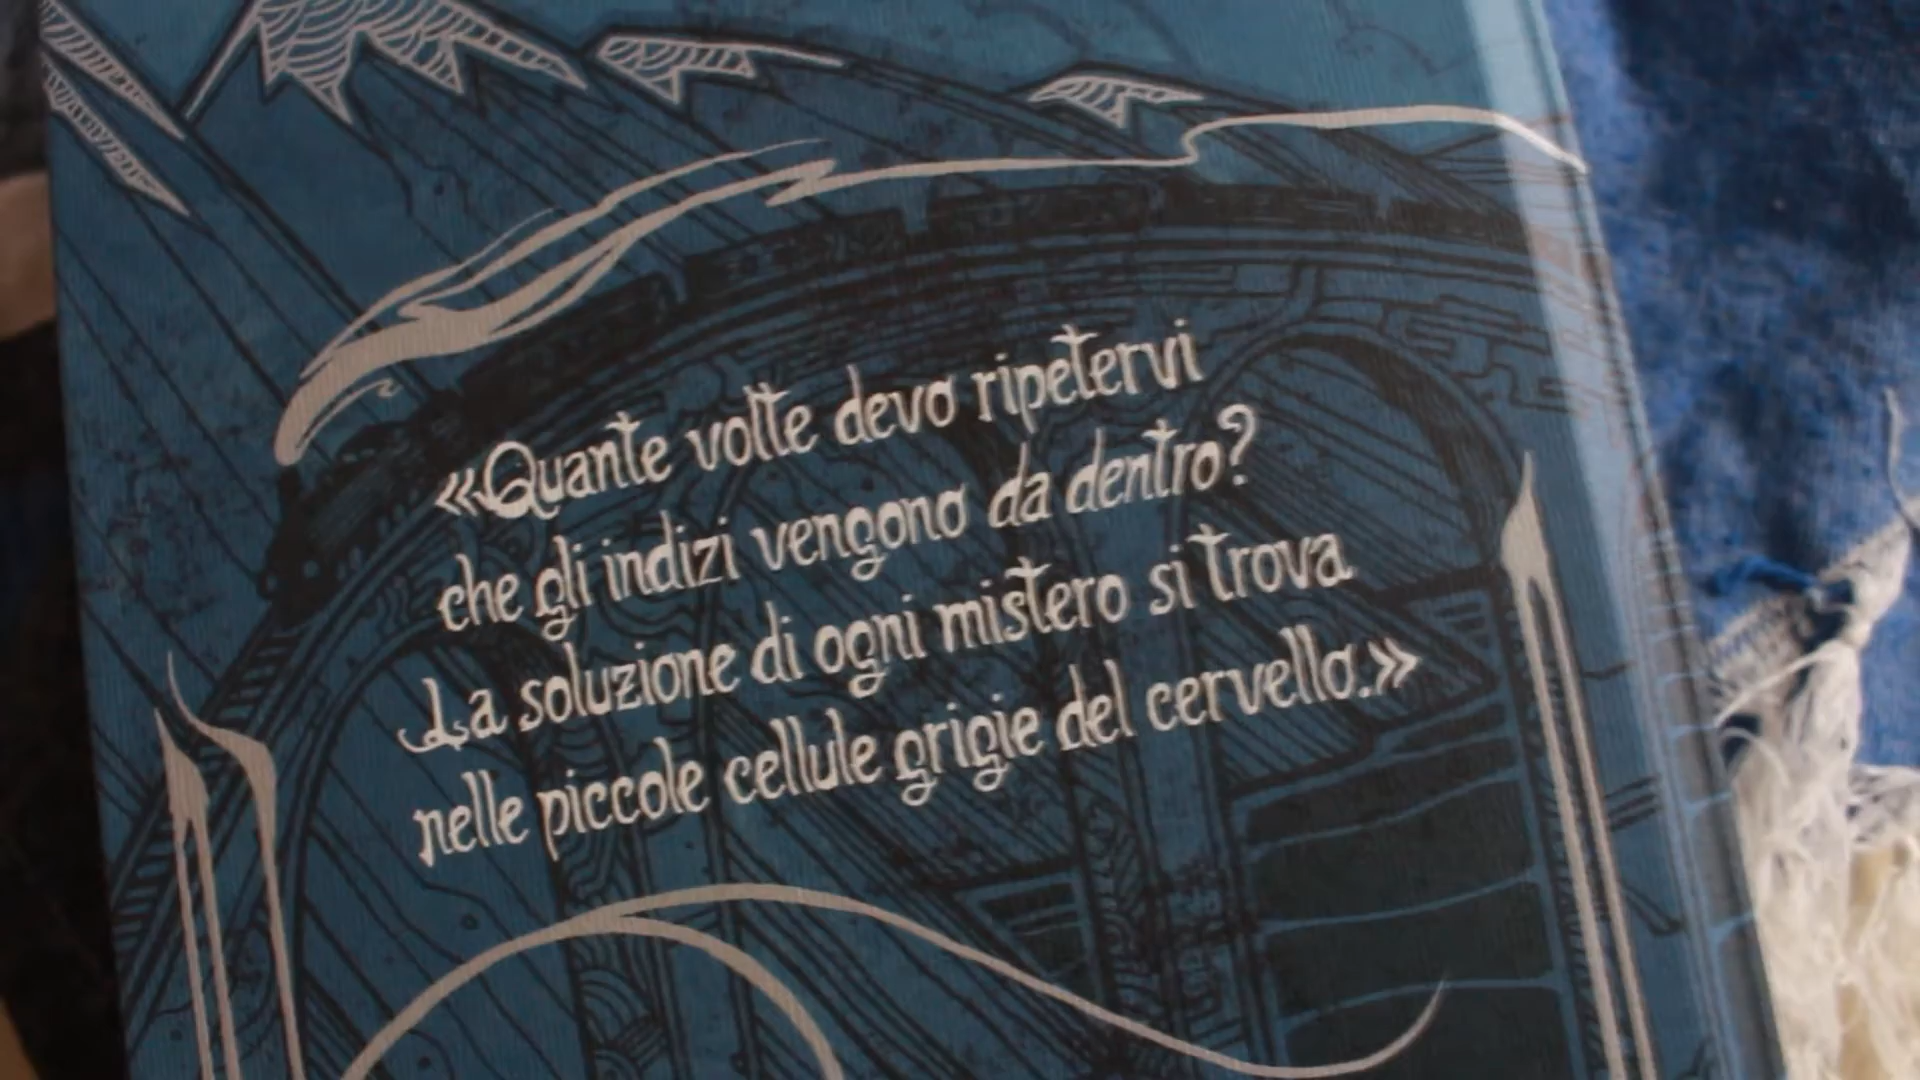 «Quante volte devo ripetervi
che gli indizi vengono da dentro?
La soluzione di ogni mistero si trova
nelle piccole cellule grigie del cervello.»